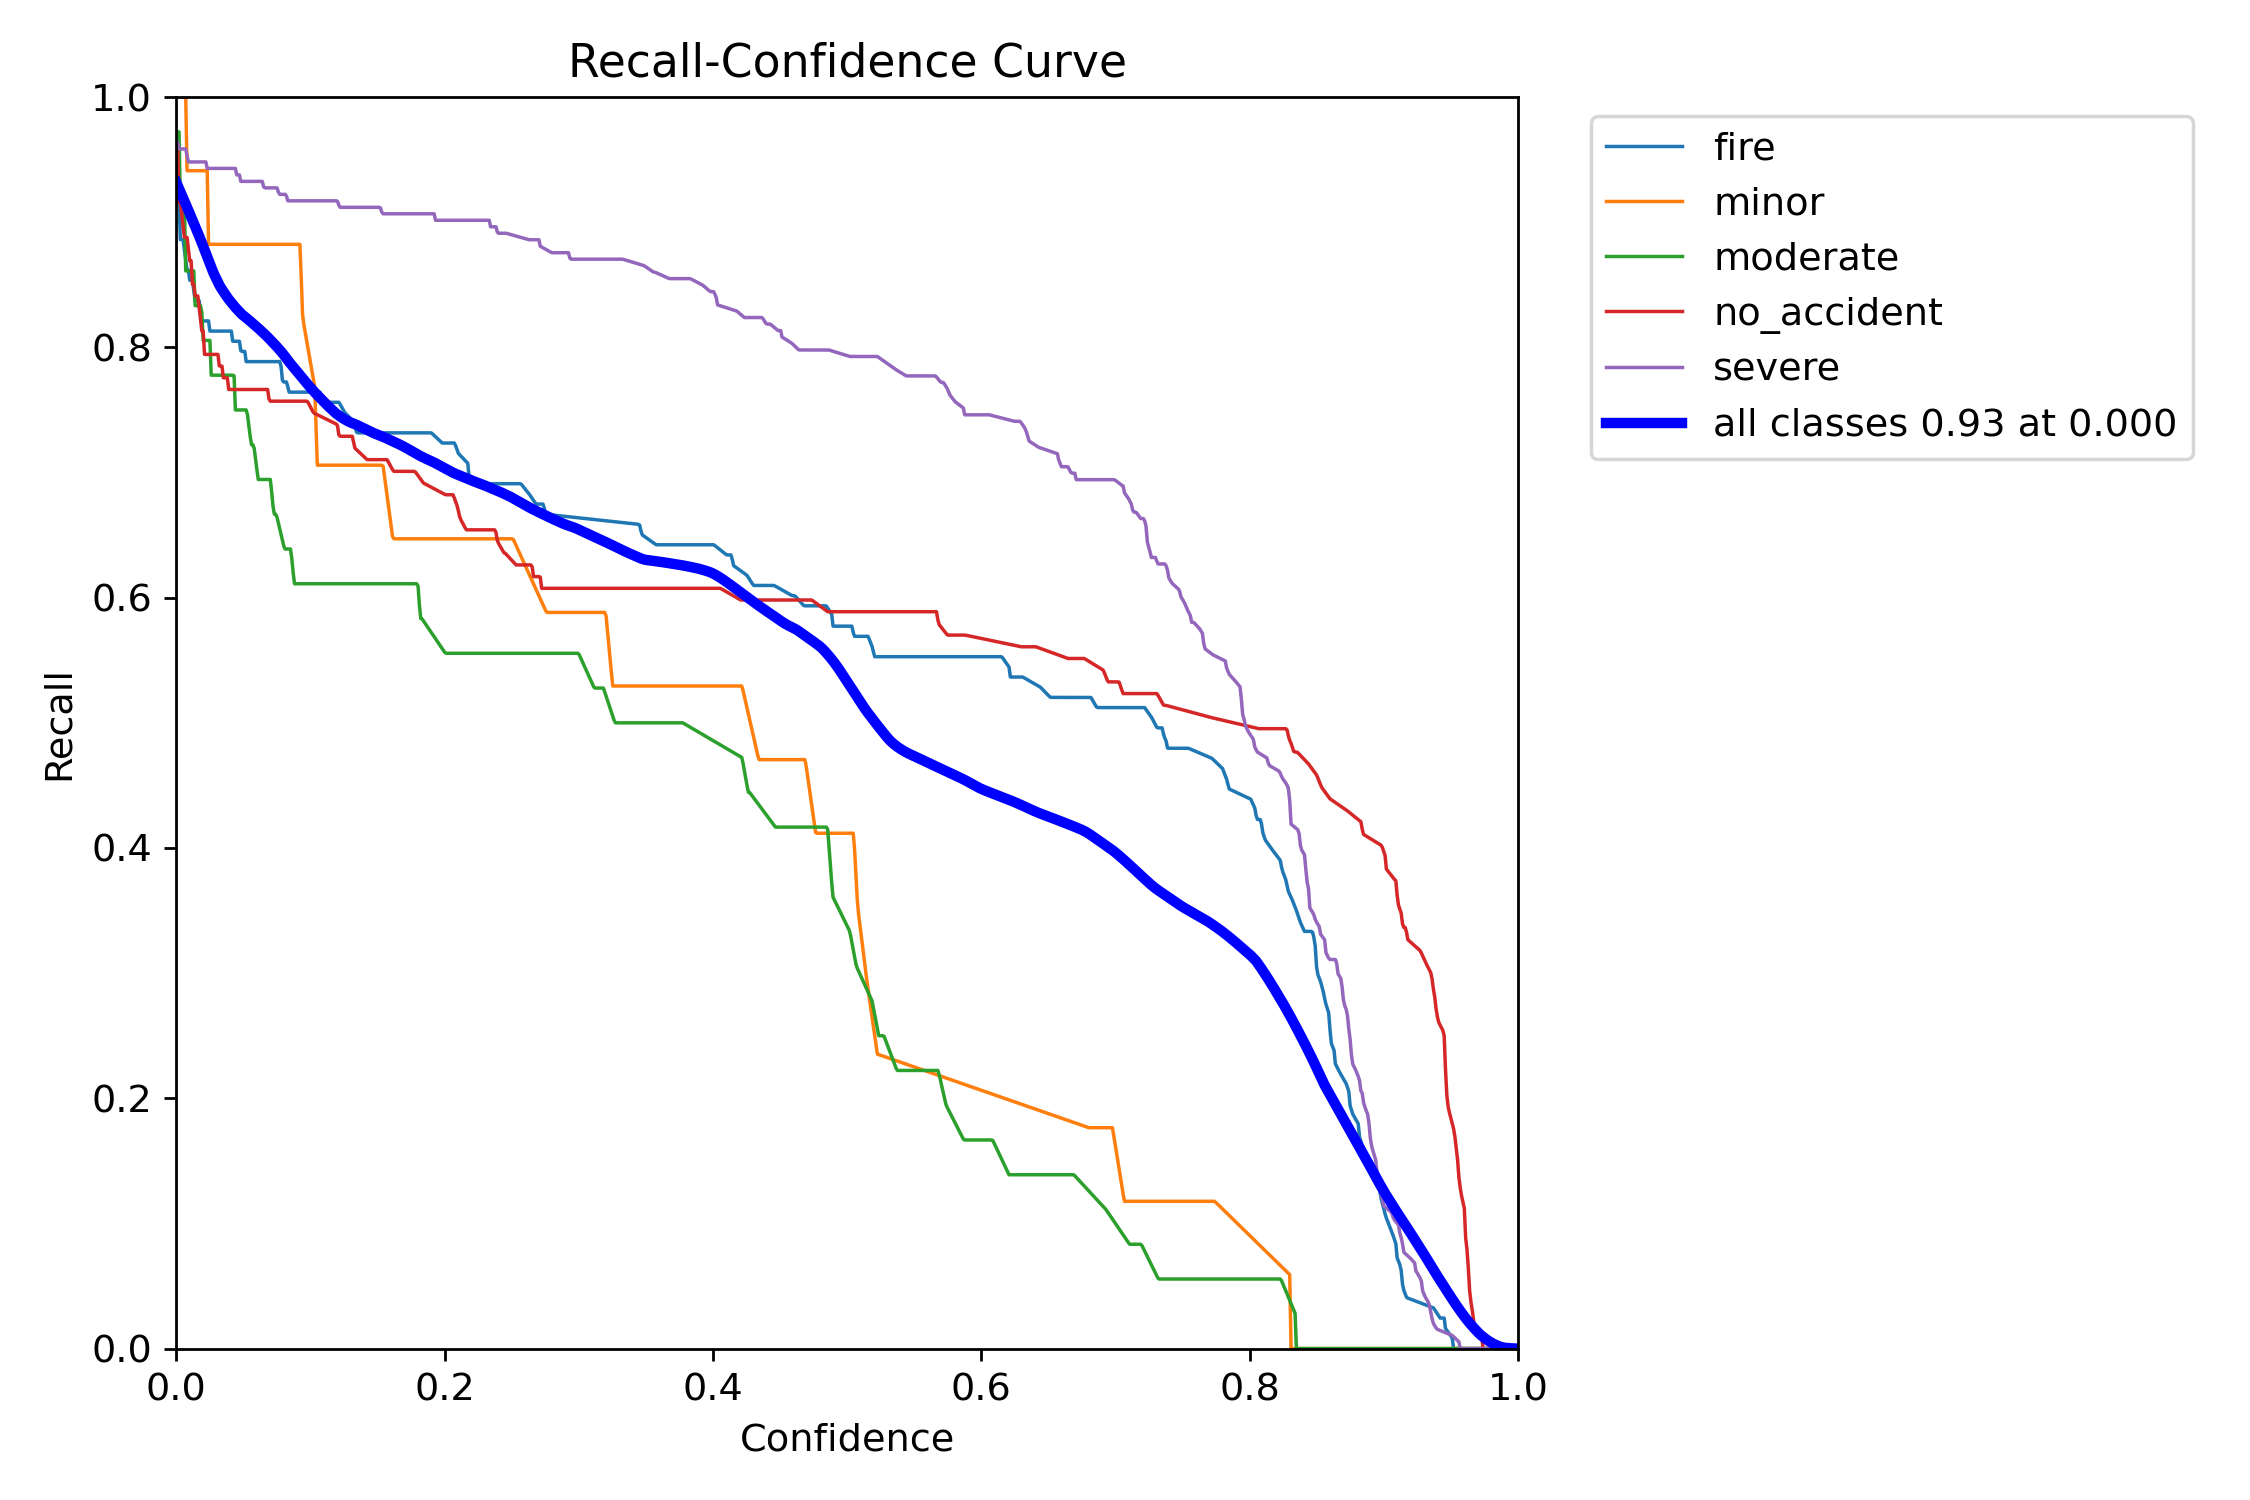 Recall-Confidence Curve
1.0
0.8
0.6
0.4
0.2
0.0
Recall
0.0 0.2 0.4 0.6 0.8 1.0
Confidence
fire
minor
moderate
no_accident
severe
all classes 0.93 at 0.000